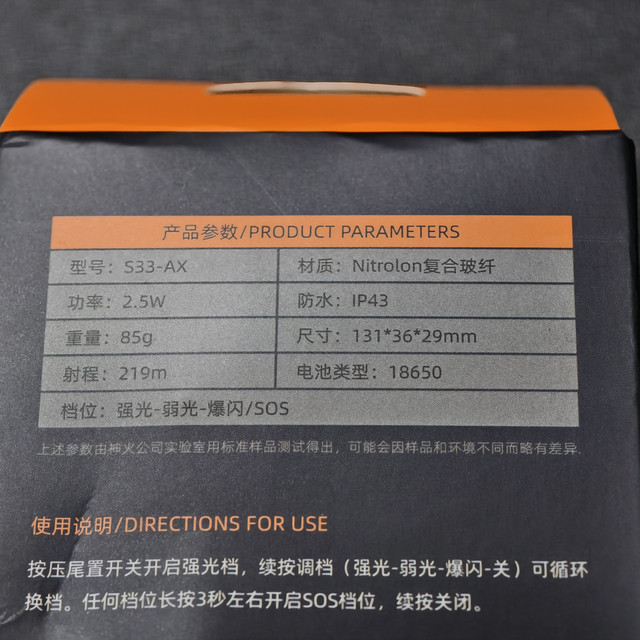 产品参数/PRODUCT PARAMETERS
型号：S33-AX 材质：Nitrolon复合玻纤
功率：2.5W 防水：IP43
重量：85g 尺寸：131*36*29mm
射程：219m 电池类型：18650
档位：强光-弱光-爆闪/SOS
上述参数由神火公司实验室用标准样品测试得出，可能会因样品和环境不同而略有差异.
使用说明/DIRECTIONS FOR USE
按压尾置开关开启强光档，续按调档（强光-弱光-爆闪-关）可循环
换档。任何档位长按3秒左右开启SOS档位，续按关闭。